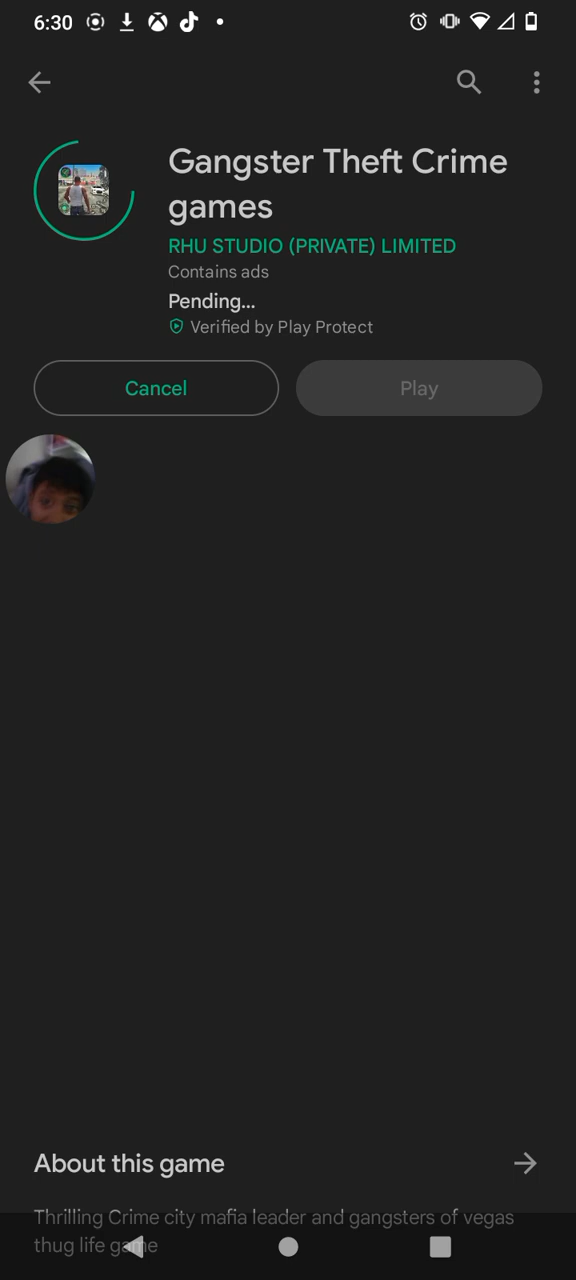 6:30
Gangster Theft Crime
games
RHU STUDIO (PRIVATE) LIMITED
Contains ads
Pending...
Verified by Play Protect
Cancel
Play
About this game
Thrilling Crime city mafia leader and gangsters of vegas
thug life game